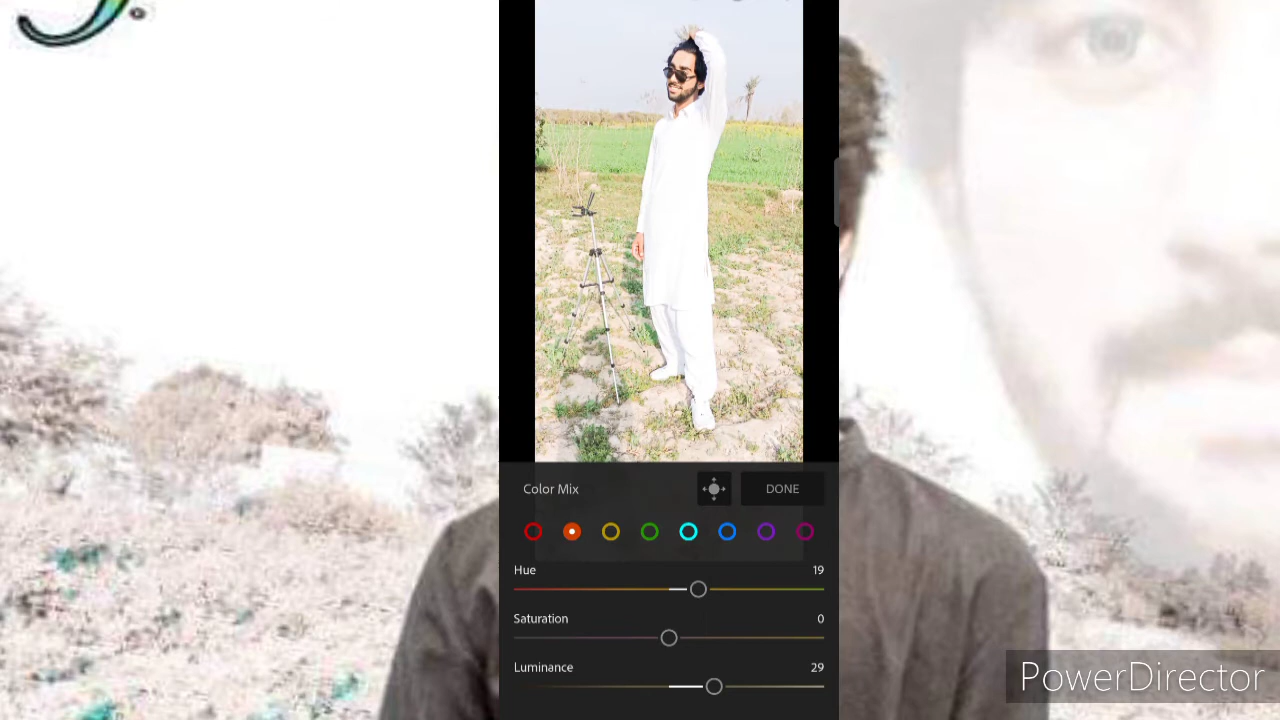 Color Mix
DONE
Hue 19
Saturation 0
Luminance 29
PowerDirector